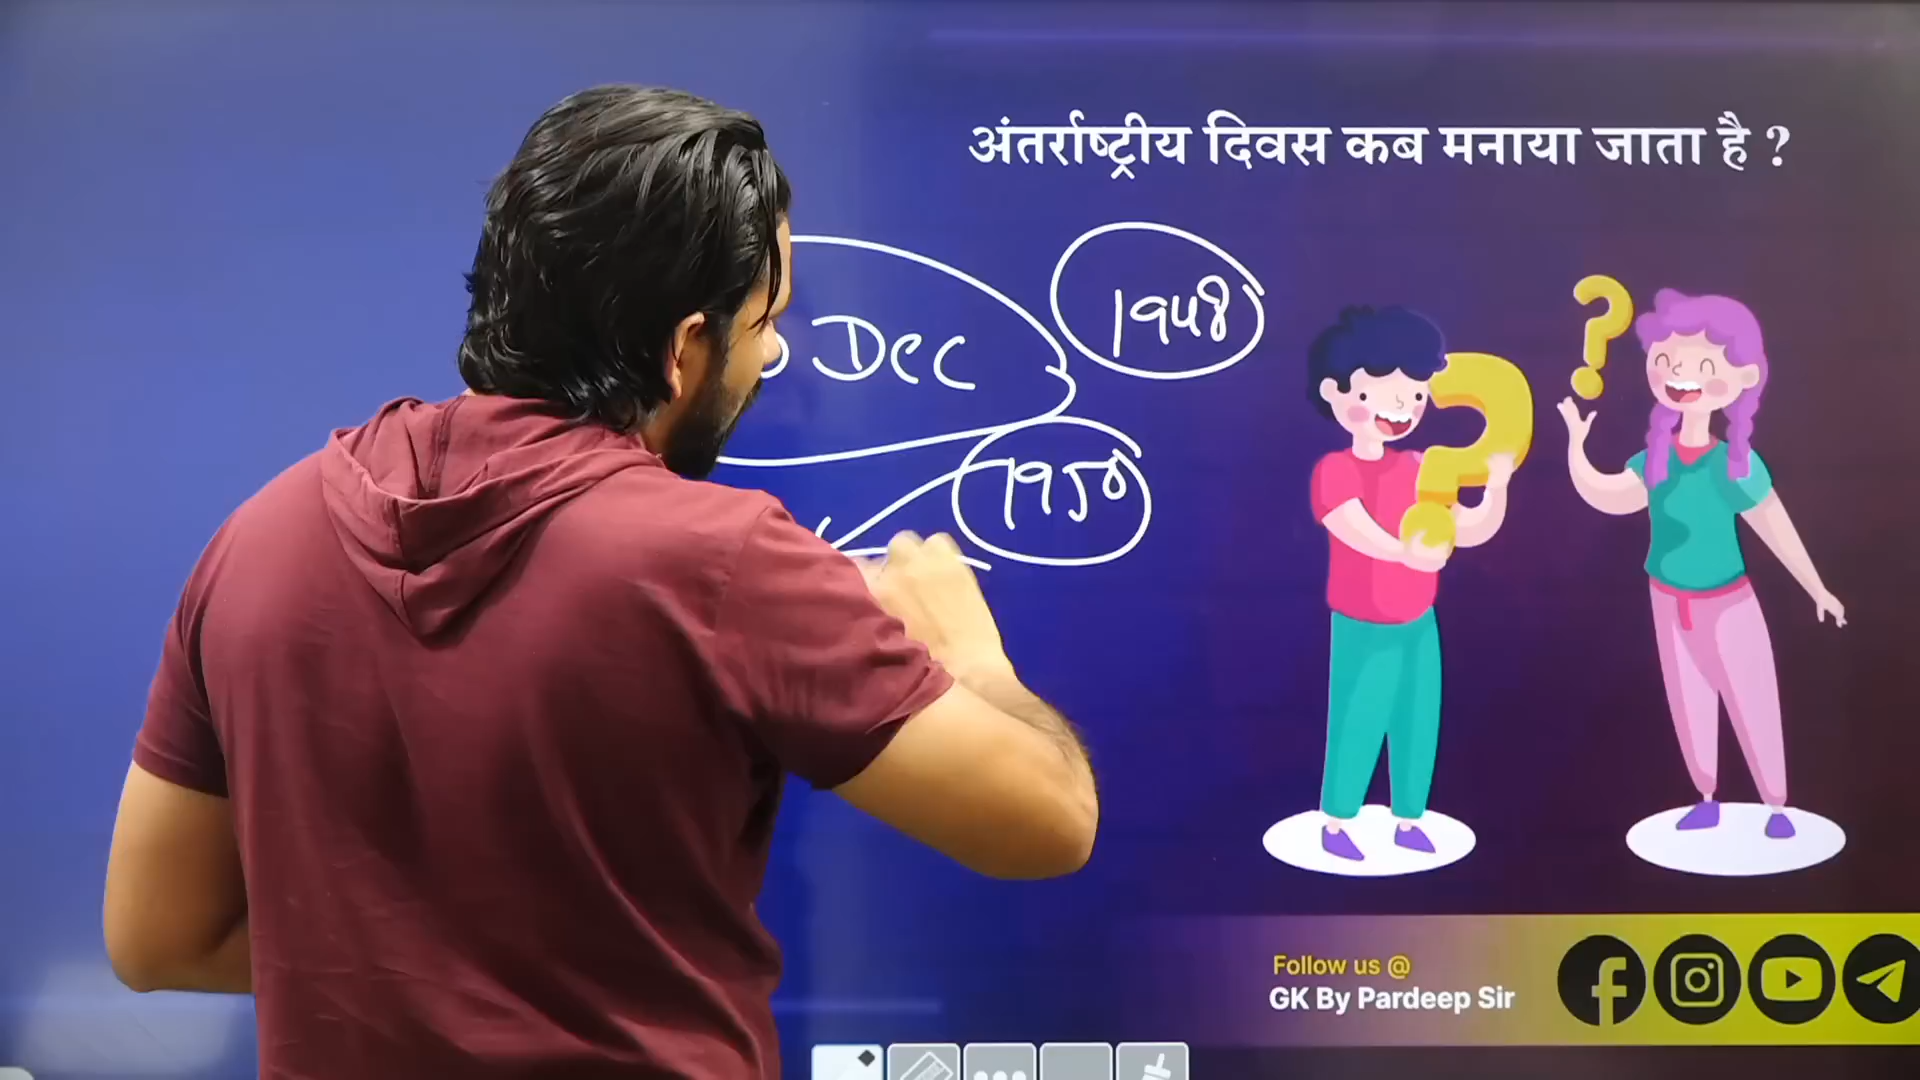 अंतर्राष्ट्रीय दिवस कब मनाया जाता है ?
1948
Dec
1950
Follow us @
GK By Pardeep Sir